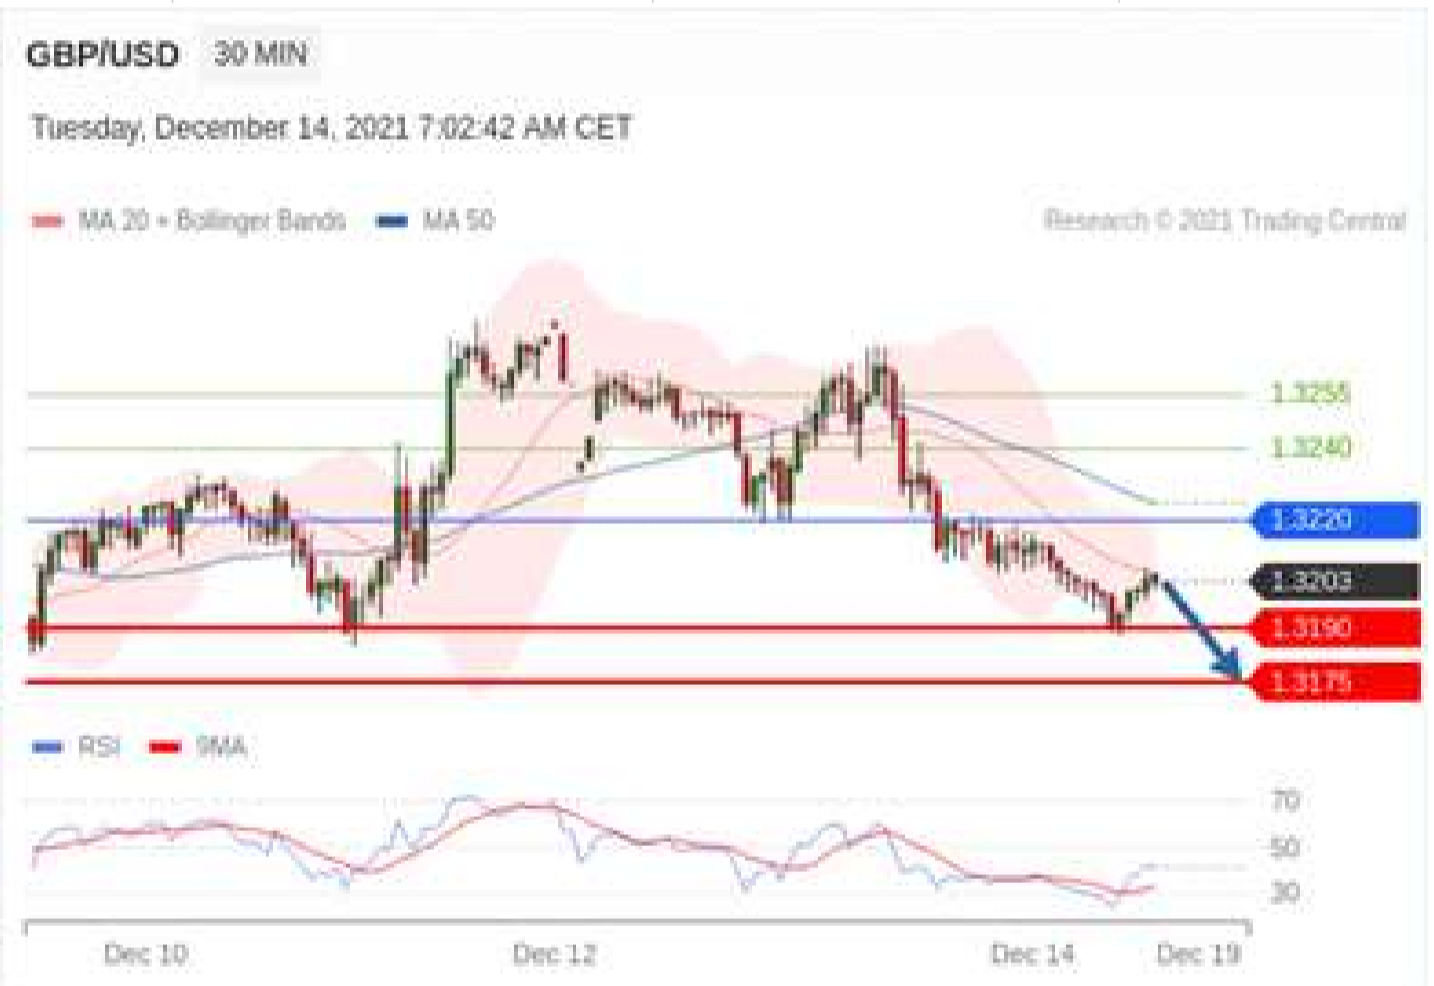 GBP/USD 30 MIN
Tuesday, December 14, 2021 7:02:42 AM CET
MA 20 + Bollinger Bands MA 50 Research © 2021 Trading Central
1.3255
1.3240
1.3220
1.3203
1.3190
1.3175
RSI 9MA
70
50
30
Dec 10 Dec 12 Dec 14 Dec 19